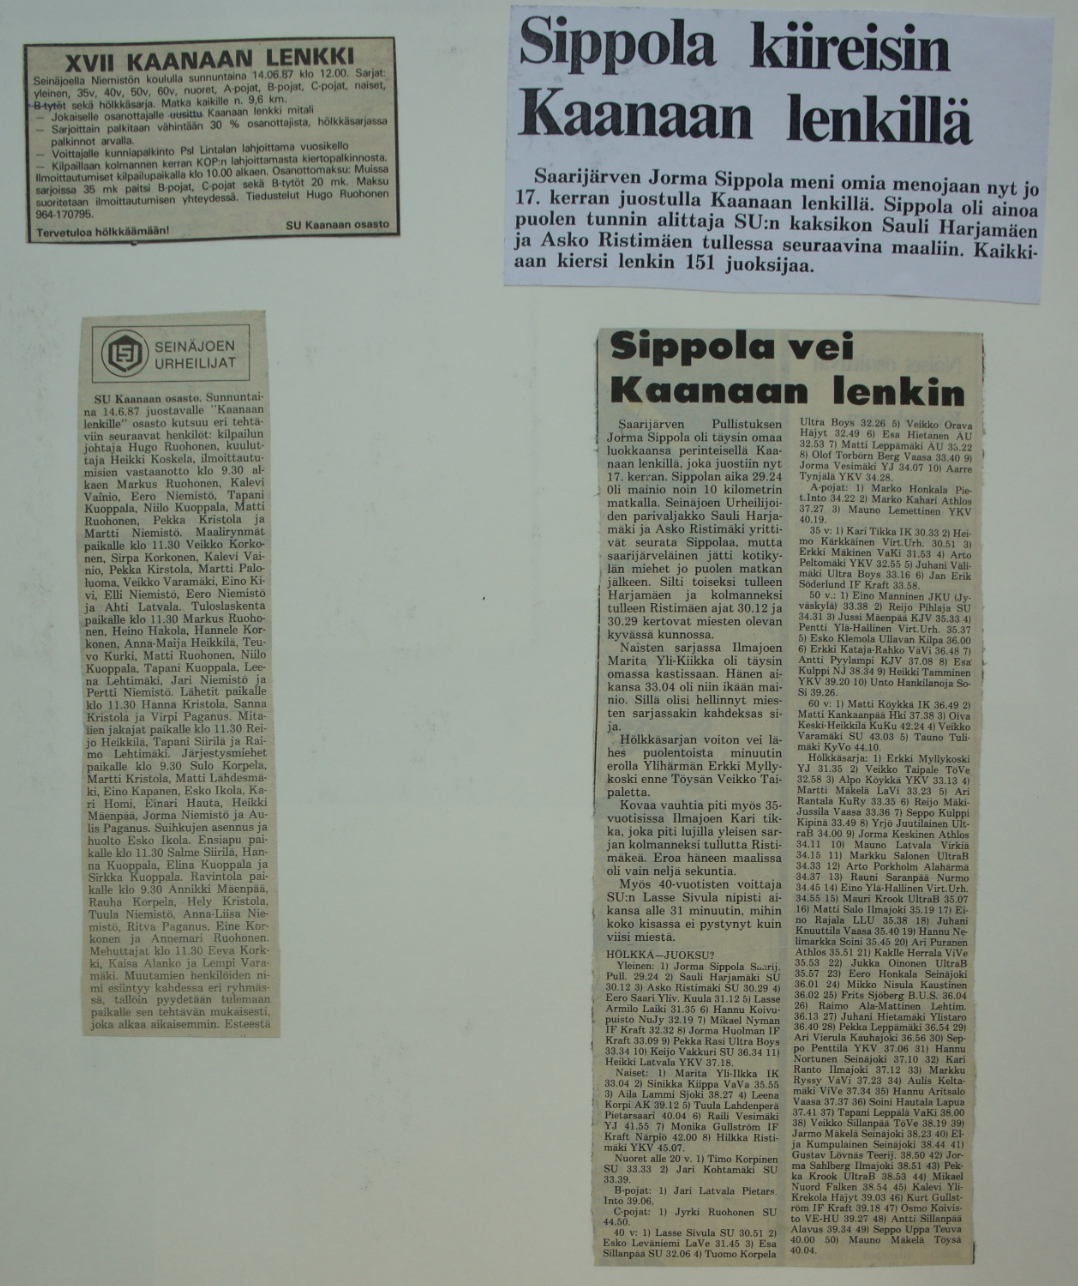 XVII KAANAAN LENKKI
Seinäjoella Niemistön koululla sunnuntaina 14.06.87 klo 12.00. Sarjat:
yleinen, 35v, 40v, 50v, 60v, nuoret, A-pojat, B-pojat, C-pojat, naiset,
B-tytöt sekä hölkkäsarja. Matka kaikille n. 9,6 km.
— Jokaiselle osanottajalle uusittu Kaanaan lenkki mitali
— Sarjoittain palkitaan vähintään 30 % osanottajista, hölkkäsarjassa
palkinnot arvalla.
— Voittajalle kunniapalkinto Psl Lintalan lahjoittama vuosikello
— Kilpaillaan kolmannen kerran KOP:n lahjoittamasta kiertopalkinnosta.
Ilmoittautumiset kilpailupaikalla klo 10.00 alkaen. Osanottomaksu: Muissa
sarjoissa 35 mk paitsi B-pojat, C-pojat sekä B-tytöt 20 mk. Maksu
suoritetaan ilmoittautumisen yhteydessä. Tiedustelut Hugo Ruohonen
964-170795.
Tervetuloa hölkkäämään! SU Kaanaan osasto
Sippola kiireisin
Kaanaan lenkillä
Saarijärven Jorma Sippola meni omia menojaan nyt jo
17. kerran juostulla Kaanaan lenkillä. Sippola oli ainoa
puolen tunnin alittaja SU:n kaksikon Sauli Harjamäen
ja Asko Ristimäen tullessa seuraavina maaliin. Kaikki-
aan kiersi lenkin 151 juoksijaa.
SEINÄJOEN
URHEILIJAT
SU Kaanaan osasto. Sunnuntai-
na 14.6.87 juostavalle "Kaanaan
lenkille" osasto kutsuu eri tehtä-
viin seuraavat henkilöt: kilpailun
johtaja Hugo Ruohonen, kuulut-
taja Heikki Koskela, ilmoittautu-
misien vastaanotto klo 9.30 al-
kaen Markus Ruohonen, Kalevi
Vainio, Eero Niemistö, Tapani
Kuoppala, Niilo Kuoppala, Matti
Ruohonen, Pekka Kristola ja
Martti Niemistö. Maalirynmät
paikalle klo 11.30 Veikko Korko-
nen, Sirpa Korkonen, Kalevi Vai-
nio, Pekka Kirstola, Martti Palo-
luoma, Veikko Varamäki, Eino Ki-
vi, Elli Niemistö, Eero Niemistö
ja Ahti Latvala. Tuloslaskenta
paikalle klo 11.30 Markus Ruoho-
nen, Heino Hakola, Hannele Kor-
konen, Anna-Maija Heikkilä, Teu-
vo Kurki, Matti Ruohonen, Niilo
Kuoppala, Tapani Kuoppala, Lee-
na Lehtimäki, Jari Niemistö ja
Pertti Niemistö. Lähetit paikalle
klo 11.30 Hanna Kristola, Sanna
Kristola ja Virpi Paganus. Mita-
lien jakajat paikalle klo 11.30 Rei-
jo Heikkilä, Tapani Siirilä ja Rai-
mo Lehtimäki. Järjestysmiehet
paikalle klo 9.30 Sulo Korpela,
Martti Kristola, Matti Lähdesmä-
ki, Eino Kapanen, Esko Ikola, Ka-
ri Homi, Einari Hauta, Heikki
Mäenpää, Jorma Niemistö ja Au-
lis Paganus. Suihkujen asennus ja
huolto Esko Ikola. Ensiapu pai-
kalle klo 11.30 Salme Siirilä, Han-
na Kuoppala, Elina Kuoppala ja
Sirkka Kuoppala. Ravintola pai-
kalle klo 9.30 Annikki Mäenpää,
Rauha Korpela, Hely Kristola,
Tuula Niemistö, Anna-Liisa Nie-
mistö, Ritva Paganus. Eine Kor-
konen ja Annemari Ruohonen.
Mehuttajat klo 11.30 Eeva Kork-
ki, Kaisa Alanko ja Lempi Vara-
mäki. Muutamien henkilöiden ni-
mi esiintyy kahdessa eri ryhmäs-
sä, tällöin pyydetään tulemaan
paikalle sen tehtävän mukaisesti,
joka alkaa aikaisemmin. Esteestä
Sippola vei
Kaanaan lenkin
Saarijärven Pullistuksen
Jorma Sippola oli täysin omaa
luokkaansa perinteisellä Kaa-
naan lenkillä, joka juostiin nyt
17. kerran. Sippolan aika 29.24
oli mainio noin 10 kilometrin
matkalla. Seinäjoen Urheilijoi-
den parivaljakko Sauli Harja-
mäki ja Asko Ristimäki yritti-
vät seurata Sippolaa, mutta
saarijärveläinen jätti kotiky-
län miehet jo puolen matkan
jälkeen. Silti toiseksi tulleen
Harjamäen ja kolmanneksi
tulleen Ristimäen ajat 30.12 ja
30.29 kertovat miesten olevan
kyvässä kunnossa.
Naisten sarjassa Ilmajoen
Marita Yli-Kiikka oli täysin
omassa kastissaan. Hänen ai-
kansa 33.04 oli niin ikään mai-
nio. Sillä olisi hellinnyt mies-
ten sarjassakin kahdeksas si-
ja.
Hölkkäsarjan voiton vei lä-
hes puolentoista minuutin
erolla Ylihärmän Erkki Mylly-
koski enne Töysän Veikko Tai-
paletta.
Kovaa vauhtia piti myös 35-
vuotisissa Ilmajoen Kari tik-
ka, joka piti lujilla yleisen sar-
jan kolmanneksi tullutta Risti-
mäkeä. Eroa häneen maalissa
oli vain neljä sekuntia.
Myös 40-vuotisten voittaja
SU:n Lasse Sivula nipisti ai-
kansa alle 31 minuutin, mihin
koko kisassa ei pystynyt kuin
viisi miestä.
HÖLKKÄ—JUOKSU?
Yleinen: 1) Jorma Sippola Saarij.
Pull. 29.24 2) Sauli Harjamäki SU
30.12 3) Asko Ristimäki SU 30.29 4)
Eero Saari Yliv. Kuula 31.12 5) Lasse
Armilo Laiki 31.35 6) Hannu Koivu-
puisto NuJy 32.19 7) Mikael Nyman
IF Kraft 32.32 8) Jorma Huolman IF
Kraft 33.09 9) Pekka Rasi Ultra Boys
33.34 10) Keijo Vakkuri SU 36.34 11)
Heikki Latvala YKV 37.18.
Naiset: 1) Marita Yli-Ilkka IK
33.04 2) Sinikka Kiippa VaVa 35.55
3) Aila Lammi Sjoki 38.27 4) Leena
Korpi AK 39.12 5) Tuula Lahdenperä
Pietarsaari 40.04 6) Raili Vesimäki
YJ 41.55 7) Monika Gullström IF
Kraft Närpiö 42.00 8) Hilkka Risti-
mäki YKV 45.07.
Nuoret alle 20 v. 1) Timo Korpinen
SU 33.33 2) Jari Kohtamäki SU
33.39.
B-pojat: 1) Jari Latvala Pietars.
Into 39.06.
C-pojat: 1) Jyrki Ruohonen SU
44.50.
40 v: 1) Lasse Sivula SU 30.51 2)
Esko Leväniemi LaVe 31.45 3) Esa
Sillanpää SU 32.06 4) Tuomo Korpela
Ultra Boys 32.26 5) Veikko Orava
Häjyt 32.49 6) Esa Hietanen AU
32.53 7) Matti Leppämäki AU 35.22
8) Olof Torbörn Berg Vaasa 33.40 9)
Jorma Vesimäki YJ 34.07 10) Aarre
Tynjälä YKV 34.28.
A-pojat: 1) Marko Honkala Pie-
t.Into 34.22 2) Marko Kahari Athlos
37.27 3) Mauno Lemettinen YKV
40.19.
35 v: 1) Kari Tikka IK 30.33 2) Hei-
mo Kärkkäinen Virt.Urh. 30.51 3)
Erkki Mäkinen VaKi 31.53 4) Arto
Peltomäki YKV 32.55 5) Juhani Väli-
mäki Ultra Boys 33.16 6) Jan Erik
Söderlund IF Kraft 33.58.
50 v.: 1) Eino Manninen JKU (Jy-
väskylä) 33.38 2) Reijo Pihlaja SU
34.31 3) Jussi Mäenpää KJV 35.33 4)
Pentti Ylä-Hallinen Virt.Urh. 35.37
5) Esko Klemola Ullavan Kilpa 36.00
6) Erkki Kataja-Rahko VäVi 36.48 7)
Antti Pyylampi KJV 37.08 8) Esa
Kulppi NJ 38.34 9) Heikki Tamminen
YKV 39.20 10) Unto Hankilanoja So-
Si 39.26.
60 v: 1) Matti Köykkä IK 36.49 2)
Matti Kankaanpää Hki 37.38 3) Oiva
Keski-Heikkilä KuKu 42.24 4) Veikko
Varamäki SU 43.03 5) Tauno Tuli-
mäki KyVo 44.10.
Hölkkäsarja: 1) Erkki Myllykoski
YJ 31.35 2) Veikko Taipale TöVe
32.58 3) Alpo Köykkä YKV 33.13 4)
Martti Mäkelä LaVi 33.23 5) Ari
Rantala KuRy 33.35 6) Reijo Mäki-
Jussila Vaasa 33.36 7) Seppo Kulppi
Kipinä 33.49 8) Yrjö Juutilainen Ult-
raB 34.00 9) Jorma Keskinen Athlos
34.11 10) Mauno Latvala Virkiä
34.15 11) Markku Salonen UltraB
34.33 12) Arto Porkholm Alahärmä
34.37 13) Rauni Saranpää Nurmo
34.45 14) Eino Ylä-Hallinen Virt.Urh.
34.55 15) Mauri Krook UltraB 35.07
16) Matti Salo Ilmajoki 35.19 17) Ei-
no Rajala LLU 35.38 18) Juhani
Knuuttila Vaasa 35.40 19) Hannu Ne-
limarkka Soini 35.45 20) Ari Puranen
Athlos 35.51 21) Kaklle Herrala ViVe
35.53 22) Jukka Oinonen UltraB
35.57 23) Eero Honkala Seinäjoki
36.01 24) Mikko Nisula Kaustinen
36.02 25) Frits Sjöberg B.U.S. 36.04
26) Raimo Ala-Mattinen Lehtim.
36.13 27) Juhani Hietamäki Ylistaro
36.40 28) Pekka Leppämäki 36.54 29)
Ari Vierula Kauhajoki 36.56 30) Sep-
po Penttilä YKV 37.06 31) Hannu
Nortunen Seinäjoki 37.10 32) Kari
Ranto Ilmajoki 37.12 33) Markku
Ryssy VäVi 37.23 34) Aulis Kelta-
mäki ViVe 37.34 35) Hannu Aritsalo
Vaasa 37.37 36) Soini Hautala Lapua
37.41 37) Tapani Leppälä VaKi 38.00
38) Veikko Sillanpää TöVe 38.19 39)
Jarmo Mäkelä Seinäjoki 38.23 40) Ei-
ja Kumpulainen Seinäjoki 38.44 41)
Gustav Lövnäs Teerij. 38.50 42) Jor-
ma Sahlberg Ilmajoki 38.51 43) Pek-
ka Krook UltraB 38.53 44) Mikael
Nuord Falken 38.54 45) Kalevi Yli-
Krekola Häjyt 39.03 46) Kurt Gullst-
röm IF Kraft 39.18 47) Osmo Koivis-
to VE-HU 39.27 48) Antti Sillanpää
Alavus 39.34 49) Seppo Uppa Teuva
40.00 50) Mauno Mäkelä Töysä
40.04.